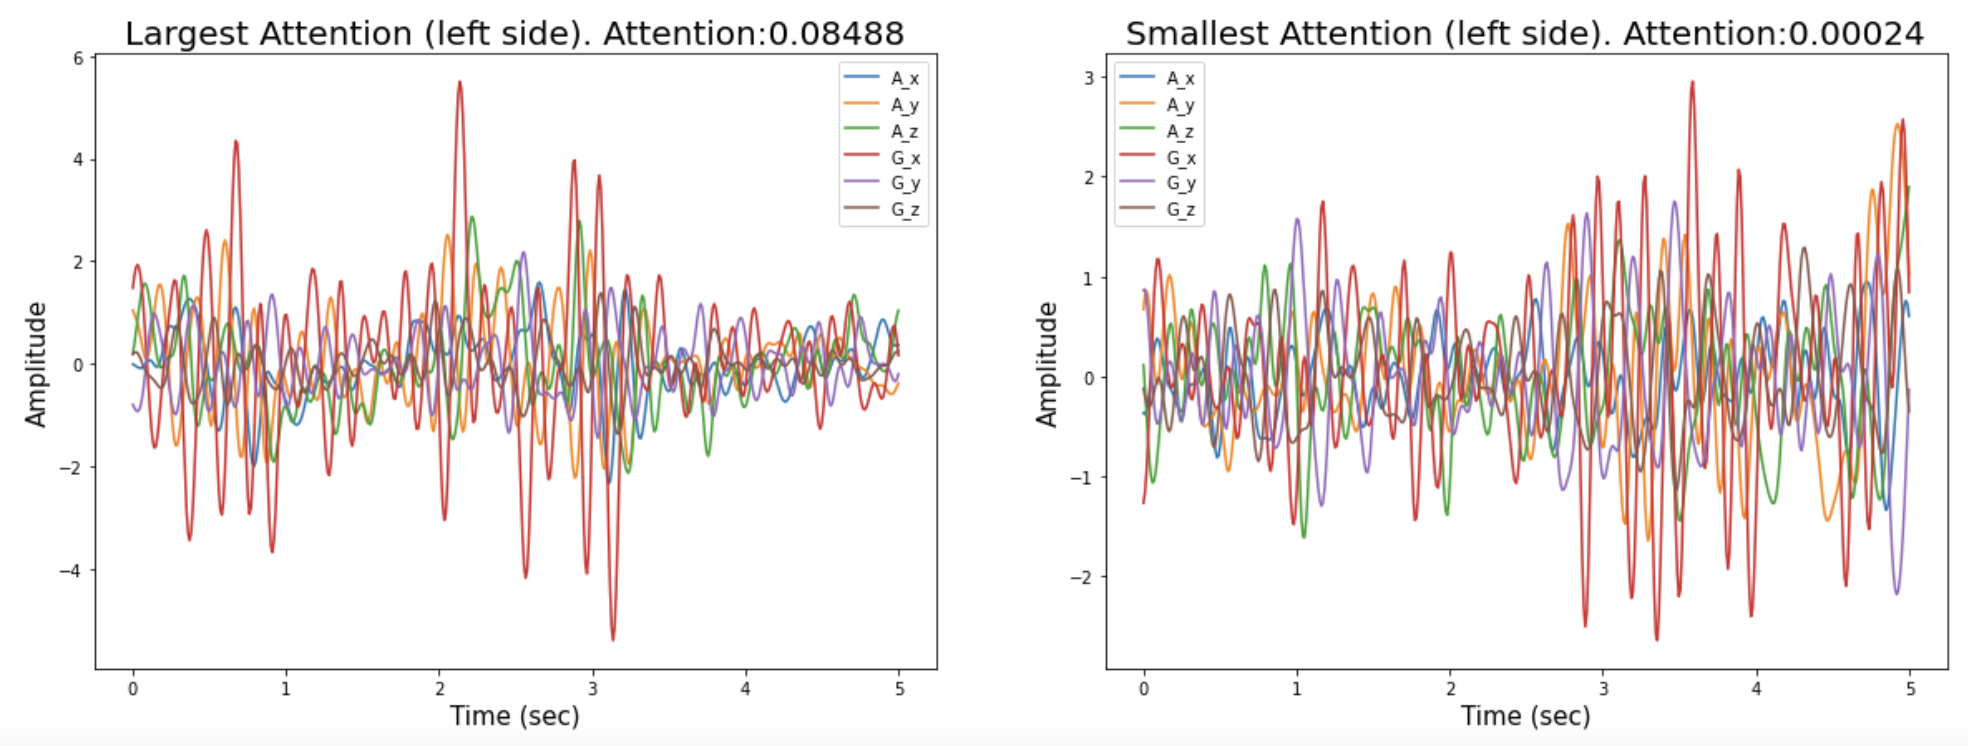 Largest Attention (left side). Attention:0.08488
6
4
2
0
−2
−4
Amplitude
A_x
A_y
A_z
G_x
G_y
G_z
0 1 2 3 4 5
Time (sec)
Smallest Attention (left side). Attention:0.00024
3
2
1
0
−1
−2
Amplitude
A_x
A_y
A_z
G_x
G_y
G_z
0 1 2 3 4 5
Time (sec)